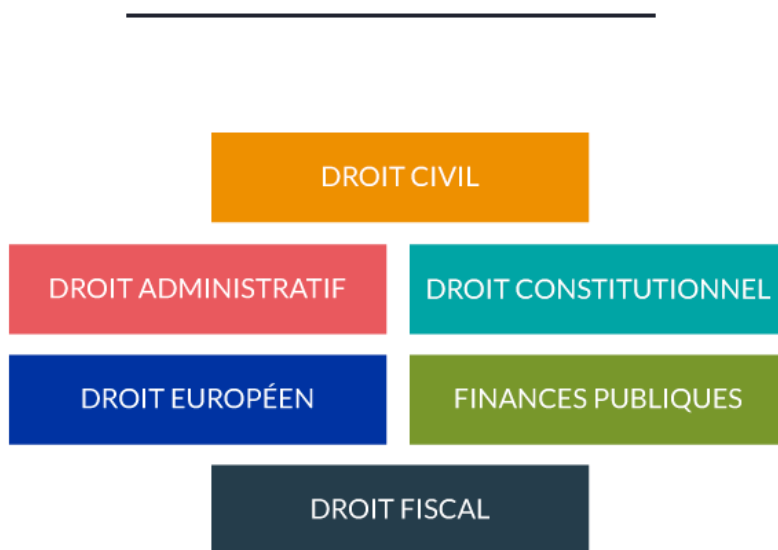 DROIT CIVIL
DROIT ADMINISTRATIF
DROIT CONSTITUTIONNEL
DROIT EUROPÉEN
FINANCES PUBLIQUES
DROIT FISCAL